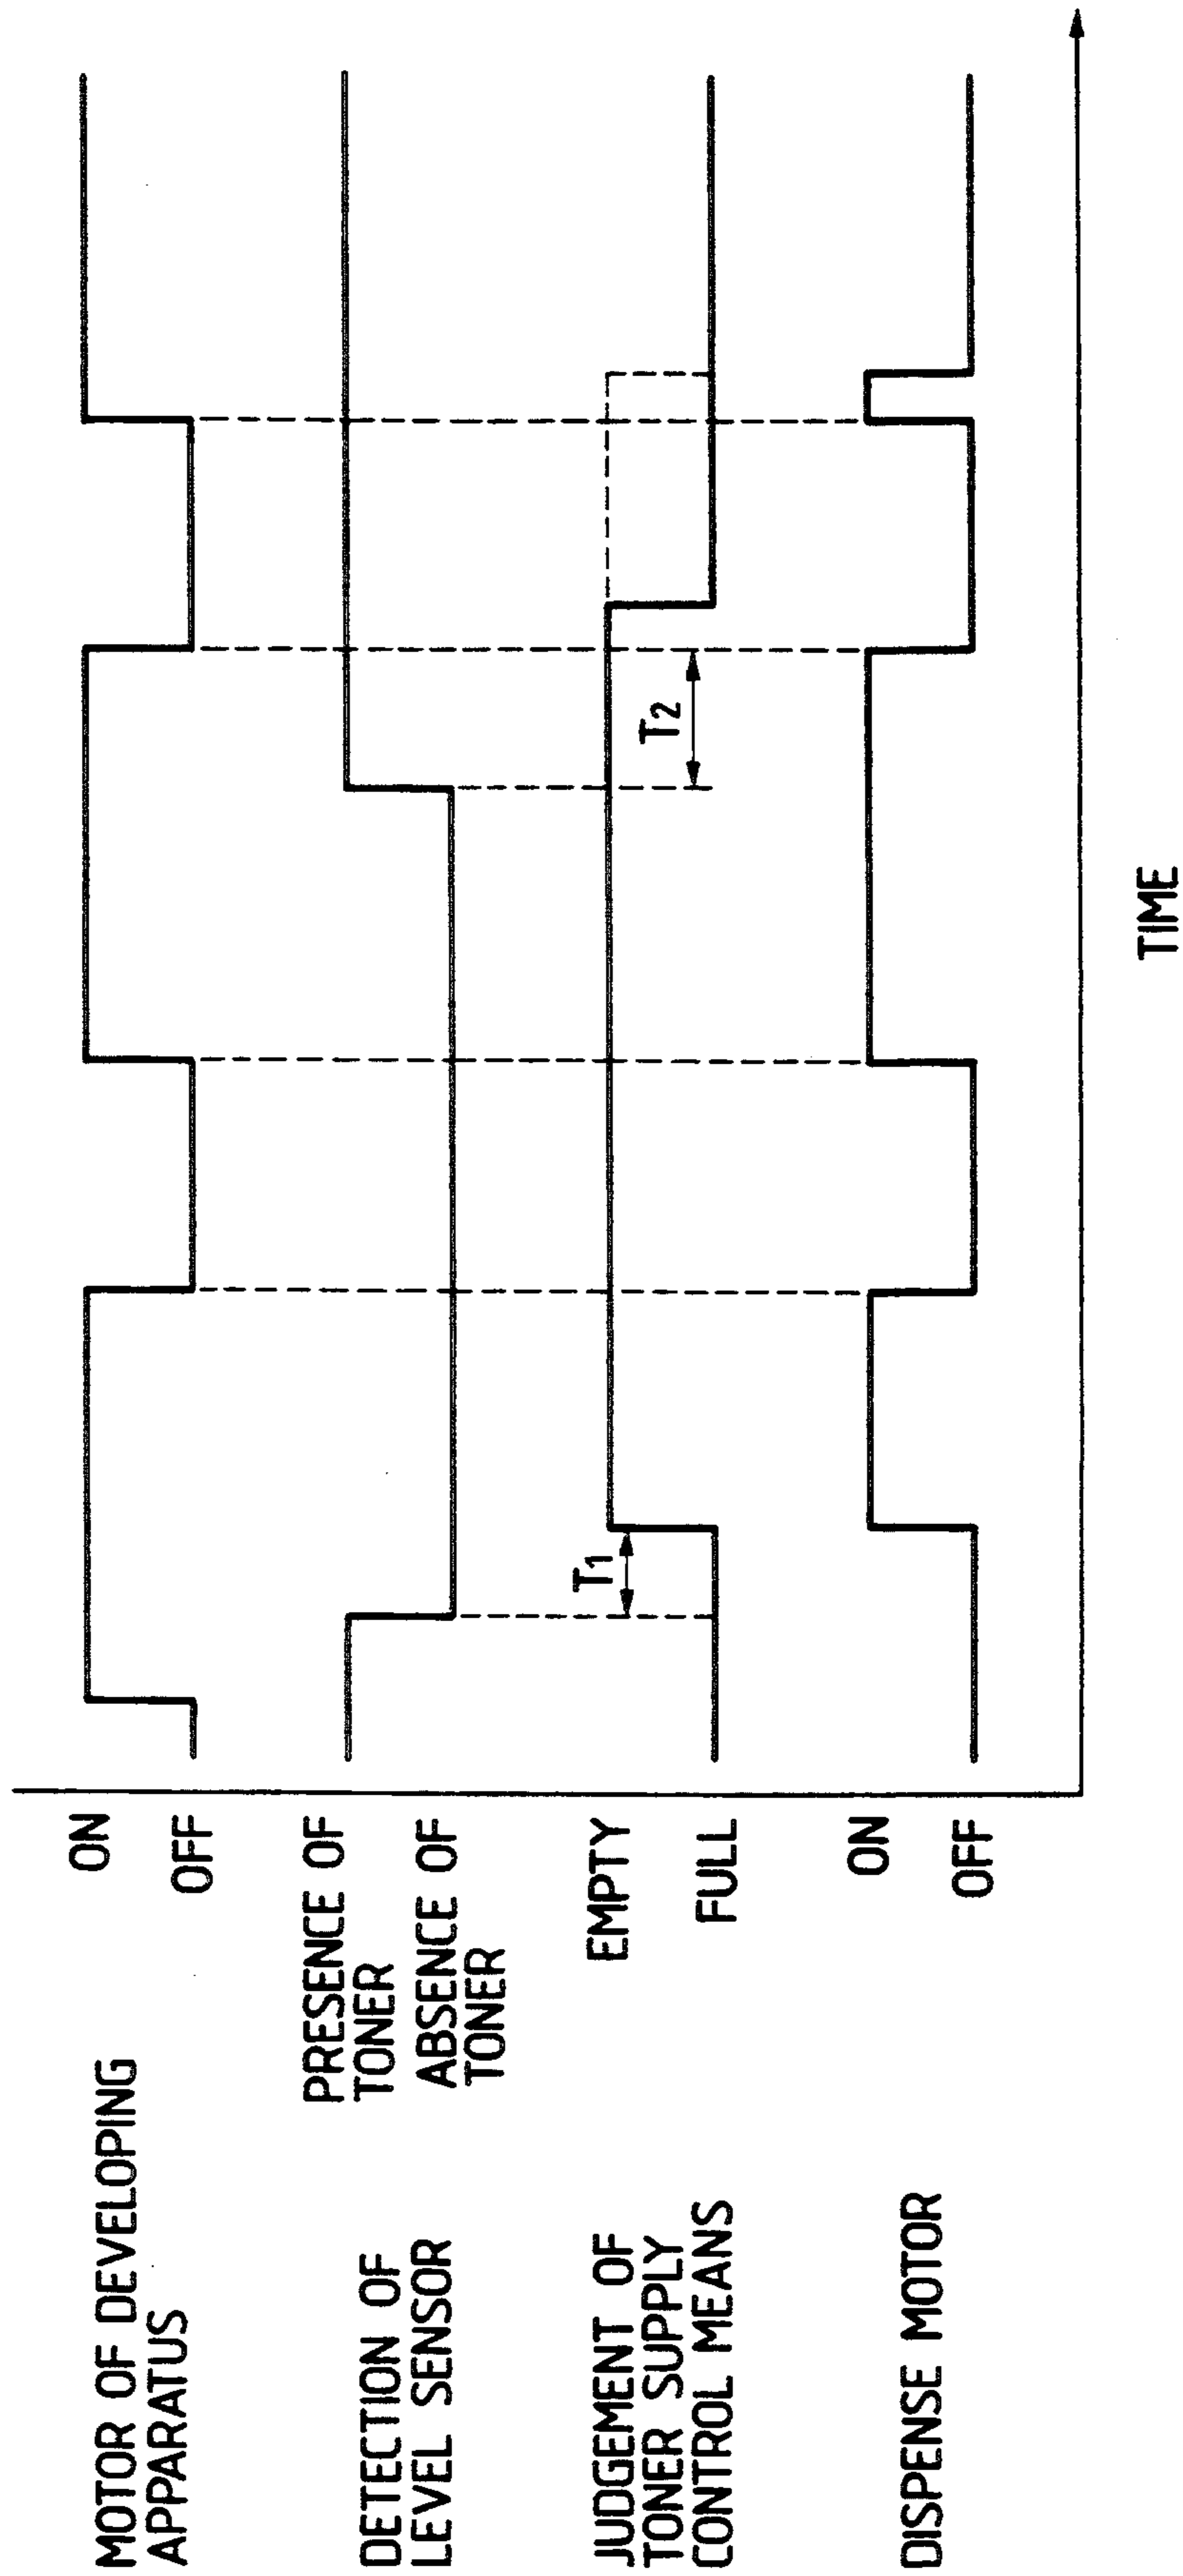 MOTOR OF DEVELOPING
APPARATUS
ON
OFF
DETECTION OF
LEVEL SENSOR
PRESENCE OF
TONER
ABSENCE OF
TONER
JUDGEMENT OF
TONER SUPPLY
CONTROL MEANS
EMPTY
FULL
T1
T2
DISPENSE MOTOR
ON
OFF
TIME